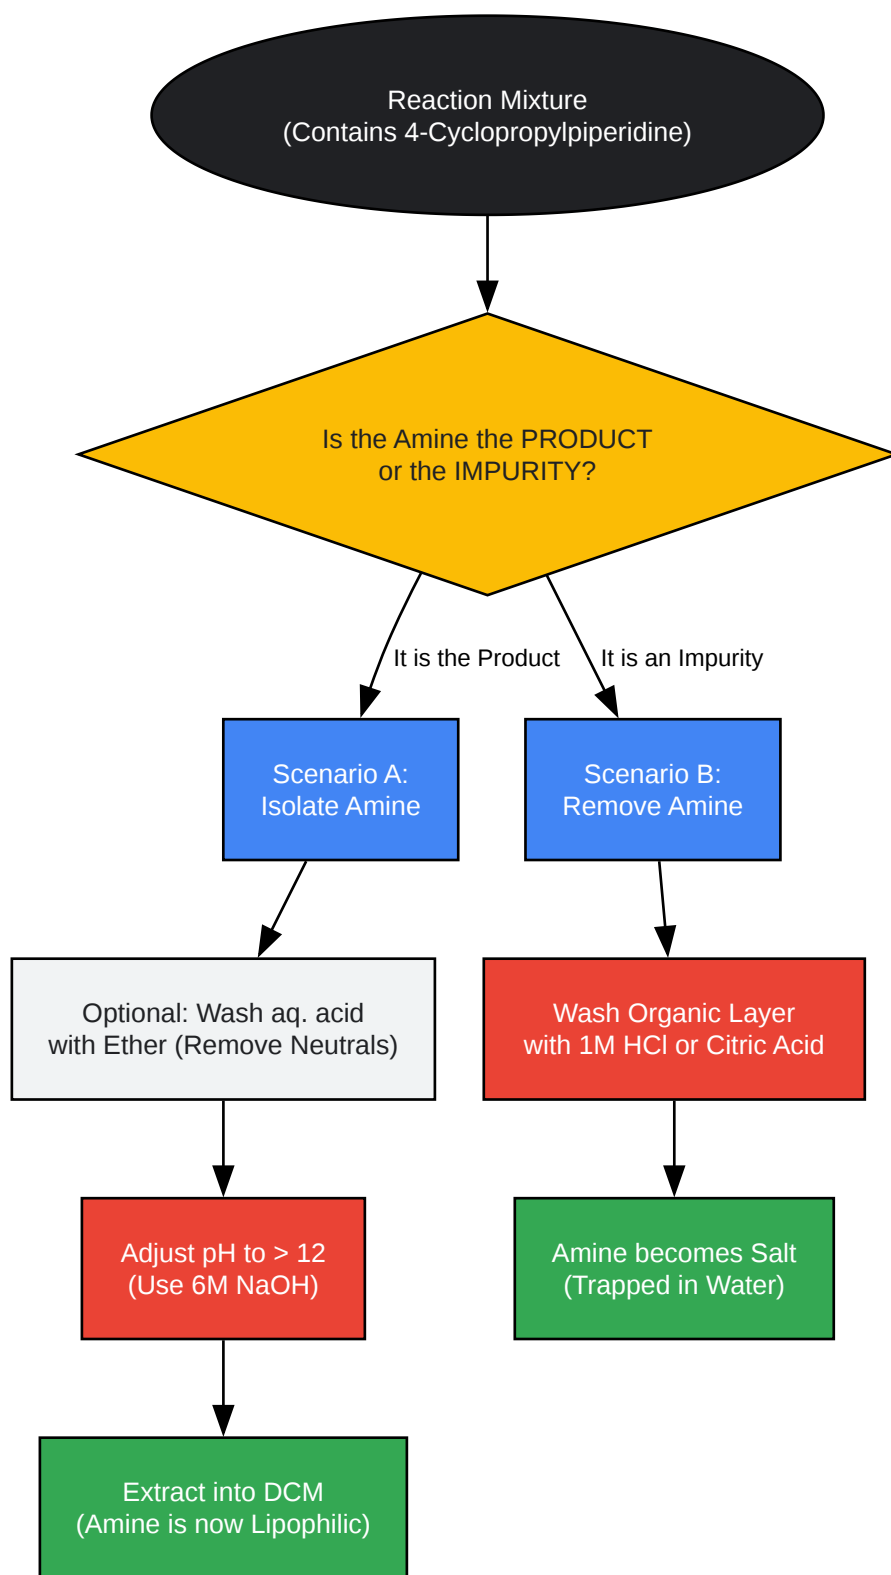 Reaction Mixture
(Contains 4-Cyclopropylpiperidine)
Is the Amine the PRODUCT
or the IMPURITY?
It is the Product
It is an Impurity
Scenario A:
Isolate Amine
Scenario B:
Remove Amine
Optional: Wash aq. acid
with Ether (Remove Neutrals)
Wash Organic Layer
with 1M HCl or Citric Acid
Adjust pH to > 12
(Use 6M NaOH)
Amine becomes Salt
(Trapped in Water)
Extract into DCM
(Amine is now Lipophilic)